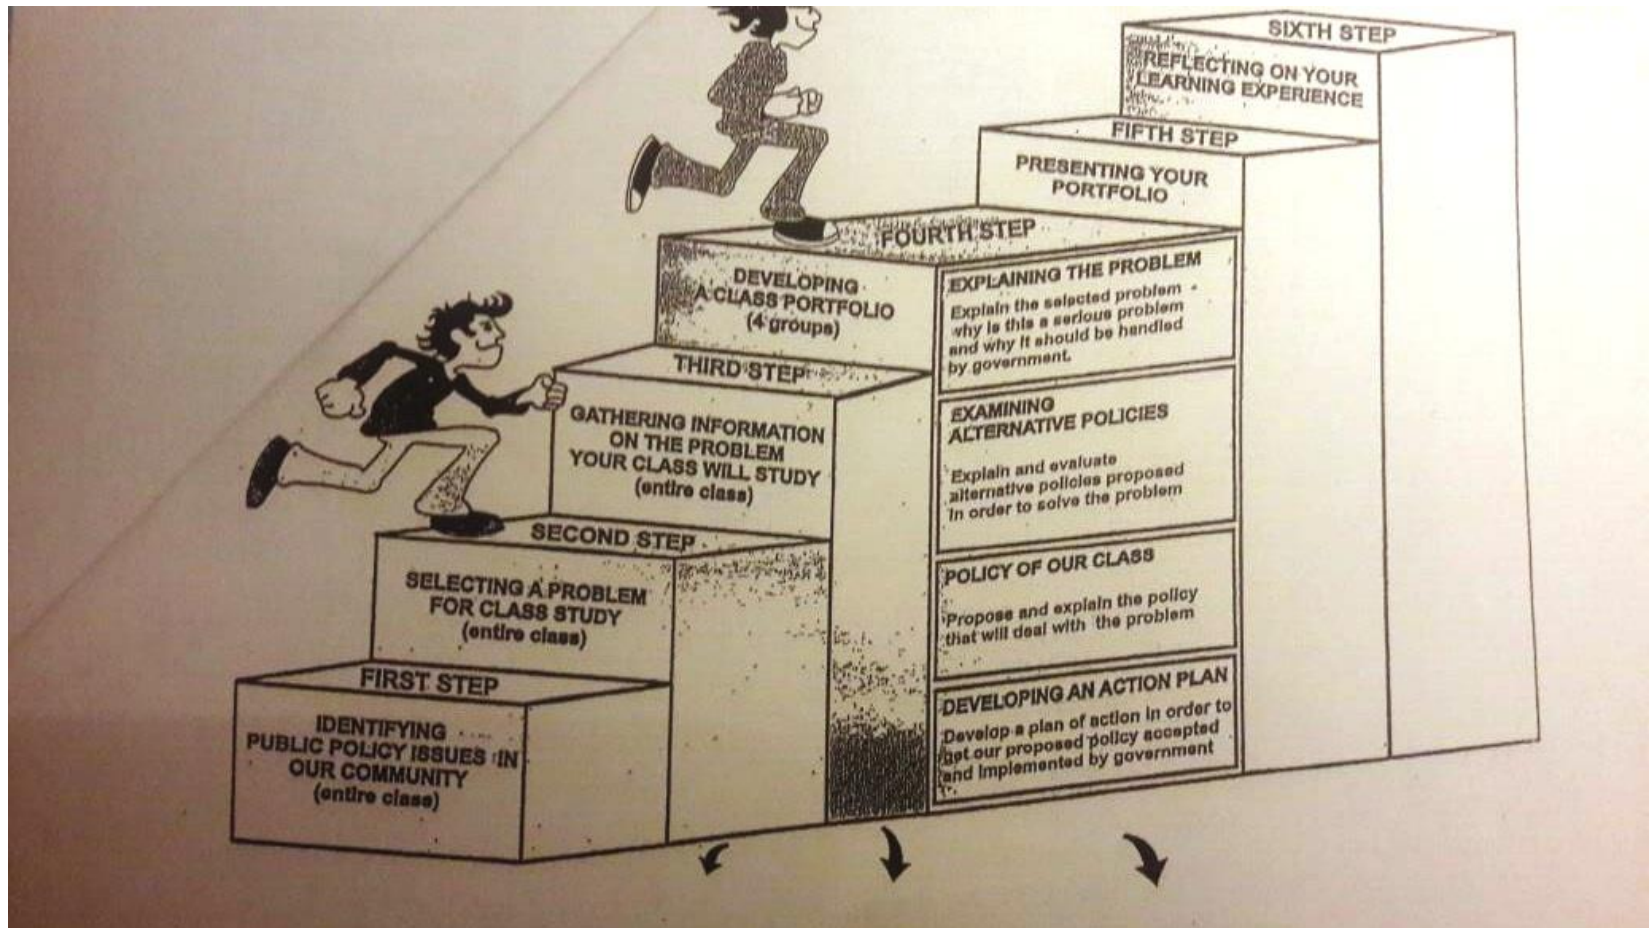 SIXTH STEP
REFLECTING ON YOUR
LEARNING EXPERIENCE
FIFTH STEP
PRESENTING YOUR
PORTFOLIO
FOURTH STEP
DEVELOPING
A CLASS PORTFOLIO
(4 groups)
EXPLAINING THE PROBLEM
Explain the selected problem -
why is this a serious problem
and why it should be handled
by government.
EXAMINING
ALTERNATIVE POLICIES
Explain and evaluate
alternative policies proposed
in order to solve the problem
POLICY OF OUR CLASS
Propose and explain the policy
that will deal with the problem
DEVELOPING AN ACTION PLAN
Develop a plan of action in order to
get our proposed policy accepted
and implemented by government
THIRD STEP
GATHERING INFORMATION
ON THE PROBLEM
YOUR CLASS WILL STUDY
(entire class)
SECOND STEP
SELECTING A PROBLEM
FOR CLASS STUDY
(entire class)
FIRST STEP
IDENTIFYING
PUBLIC POLICY ISSUES IN
OUR COMMUNITY
(entire class)